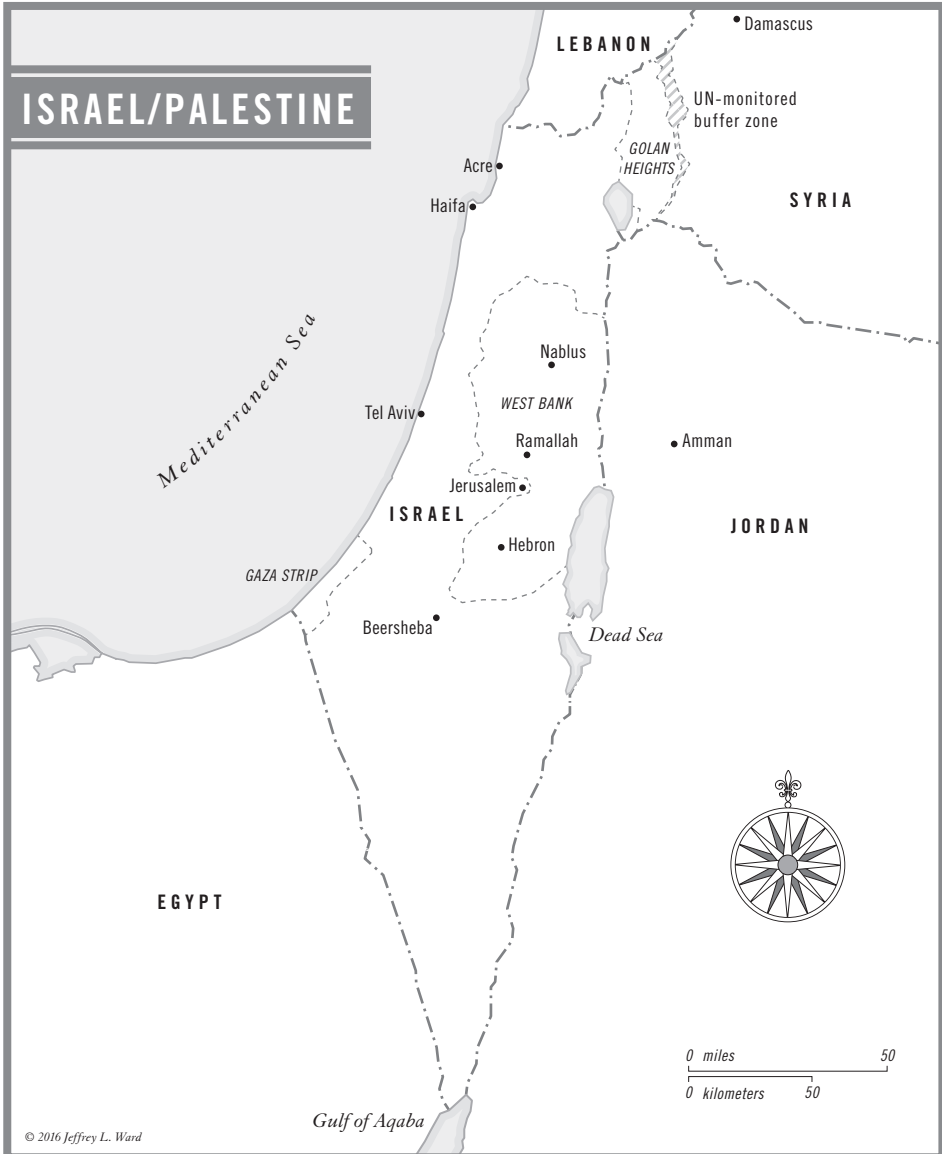 ISRAEL/PALESTINE
LEBANON
Damascus
UN-monitored
buffer zone
GOLAN
HEIGHTS
Acre
Haifa
SYRIA
Mediterranean Sea
Nablus
WEST BANK
Tel Aviv
Ramallah
Amman
Jerusalem
ISRAEL
JORDAN
Hebron
GAZA STRIP
Beersheba
Dead Sea
EGYPT
0 miles 50
0 kilometers 50
Gulf of Aqaba
© 2016 Jeffrey L. Ward